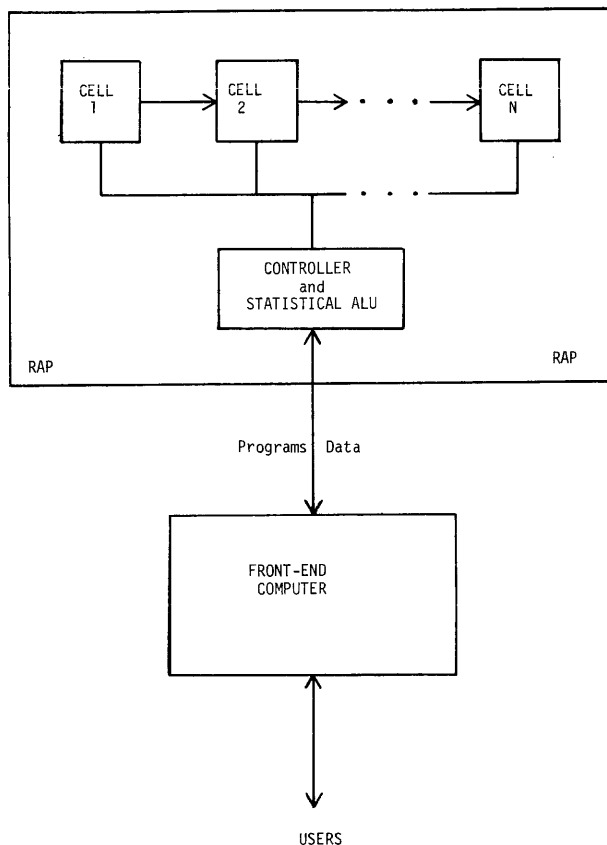 CELL
1
CELL
2
CELL
N
CONTROLLER
and
STATISTICAL ALU
RAP
RAP
Programs Data
FRONT-END
COMPUTER
USERS